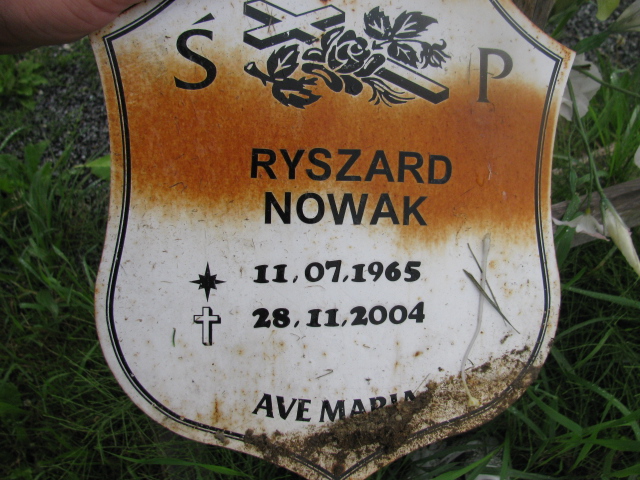 Ś P
RYSZARD
NOWAK
11,07,1965
28,11,2004
AVE MARIA